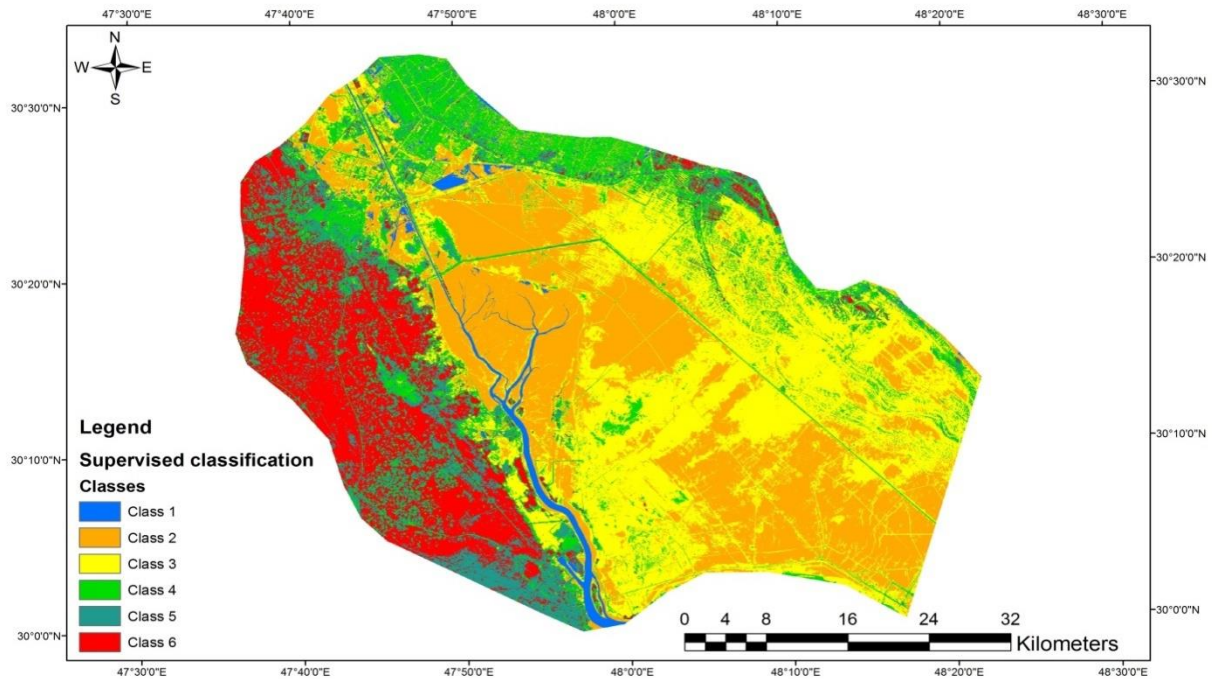 47°30'0"E 47°40'0"E 47°50'0"E 48°0'0"E 48°10'0"E 48°20'0"E 48°30'0"E
N
W E
S
30°30'0"N 30°30'0"N
30°20'0"N 30°20'0"N
30°10'0"N 30°10'0"N
30°0'0"N 30°0'0"N
Legend
Supervised classification
Classes
Class 1
Class 2
Class 3
Class 4
Class 5
Class 6
0 4 8 16 24 32
Kilometers
47°30'0"E 47°40'0"E 47°50'0"E 48°0'0"E 48°10'0"E 48°20'0"E 48°30'0"E